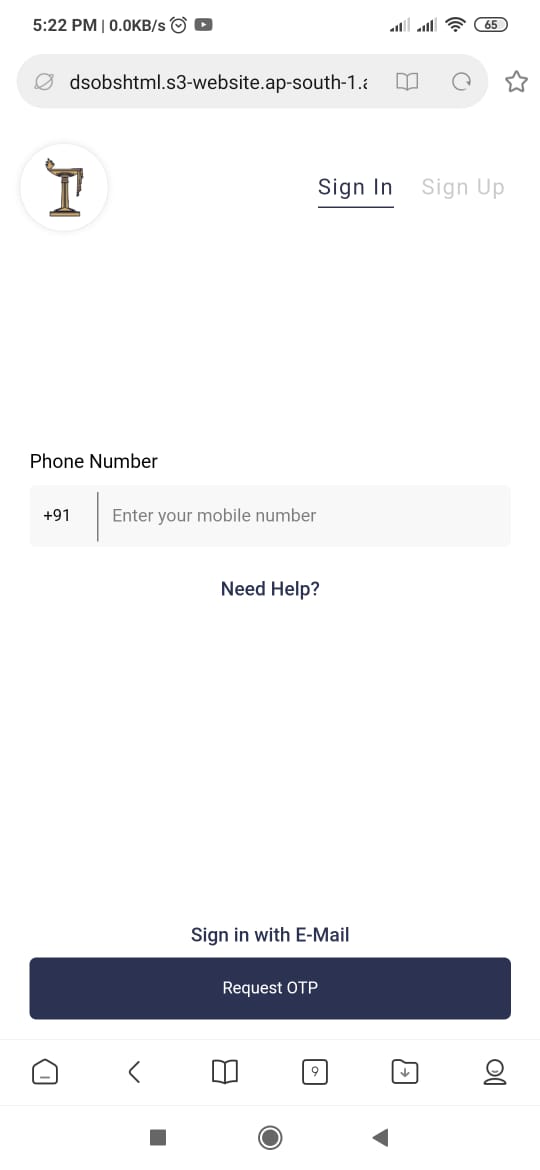 5:22 PM | 0.0KB/s 65
dsobshtml.s3-website.ap-south-1.a
Sign In Sign Up
Phone Number
+91 Enter your mobile number
Need Help?
Sign in with E-Mail
Request OTP
9